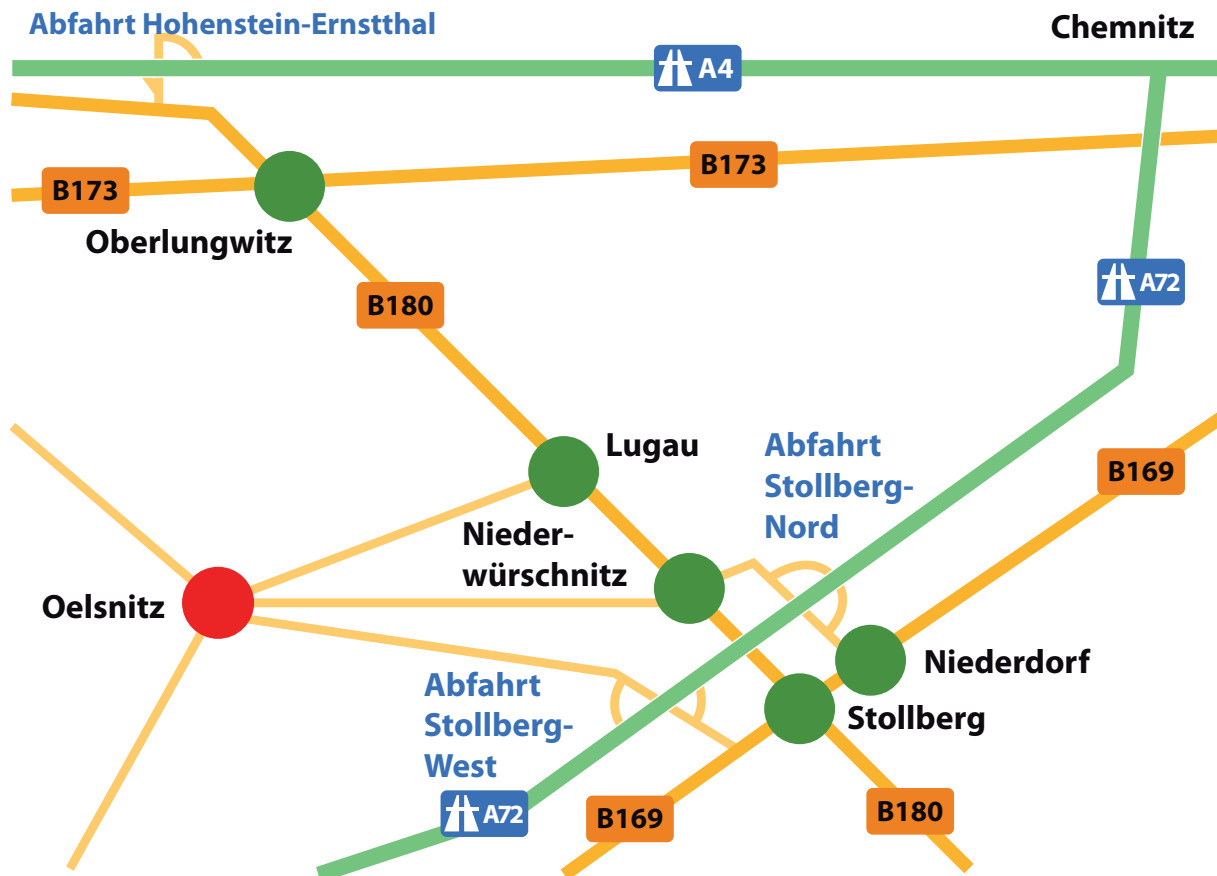 Abfahrt Hohenstein-Ernstthal
Chemnitz
A4
B173
B173
Oberlungwitz
B180
A72
Lugau
Abfahrt
Stollberg-
Nord
B169
Nieder-
würschnitz
Oelsnitz
Niederdorf
Abfahrt
Stollberg-
West
Stollberg
A72
B169
B180